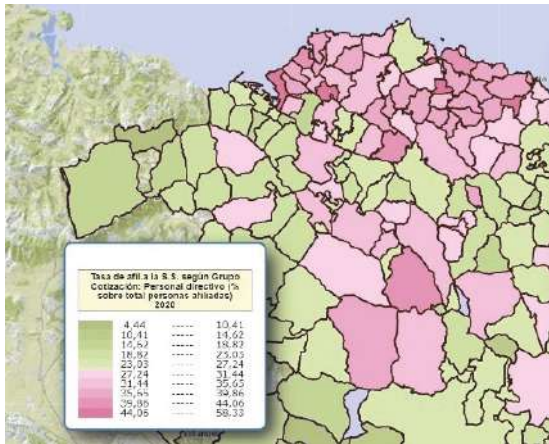 Tasa de afil.a la S.S. según Grupo
Cotización: Personal directivo (%
sobre total personas afiliadas)
2020
4,44 ----- 10,41
10,41 ----- 14,62
14,62 ----- 18,82
18,82 ----- 23,03
23,03 ----- 27,24
27,24 ----- 31,44
31,44 ----- 35,65
35,65 ----- 39,86
39,86 ----- 44,06
44,06 ----- 58,33